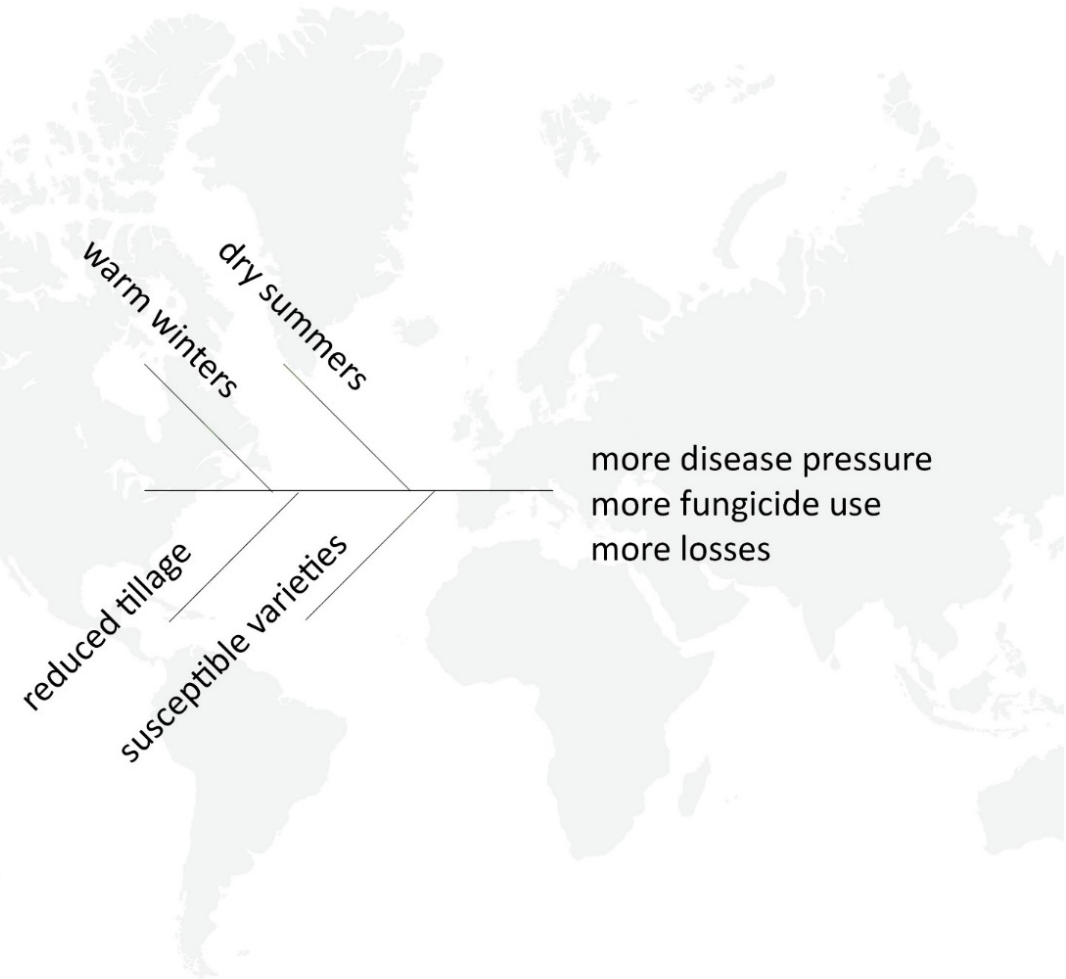 warm winters
dry summers
more disease pressure
more fungicide use
more losses
reduced tillage
susceptible varieties